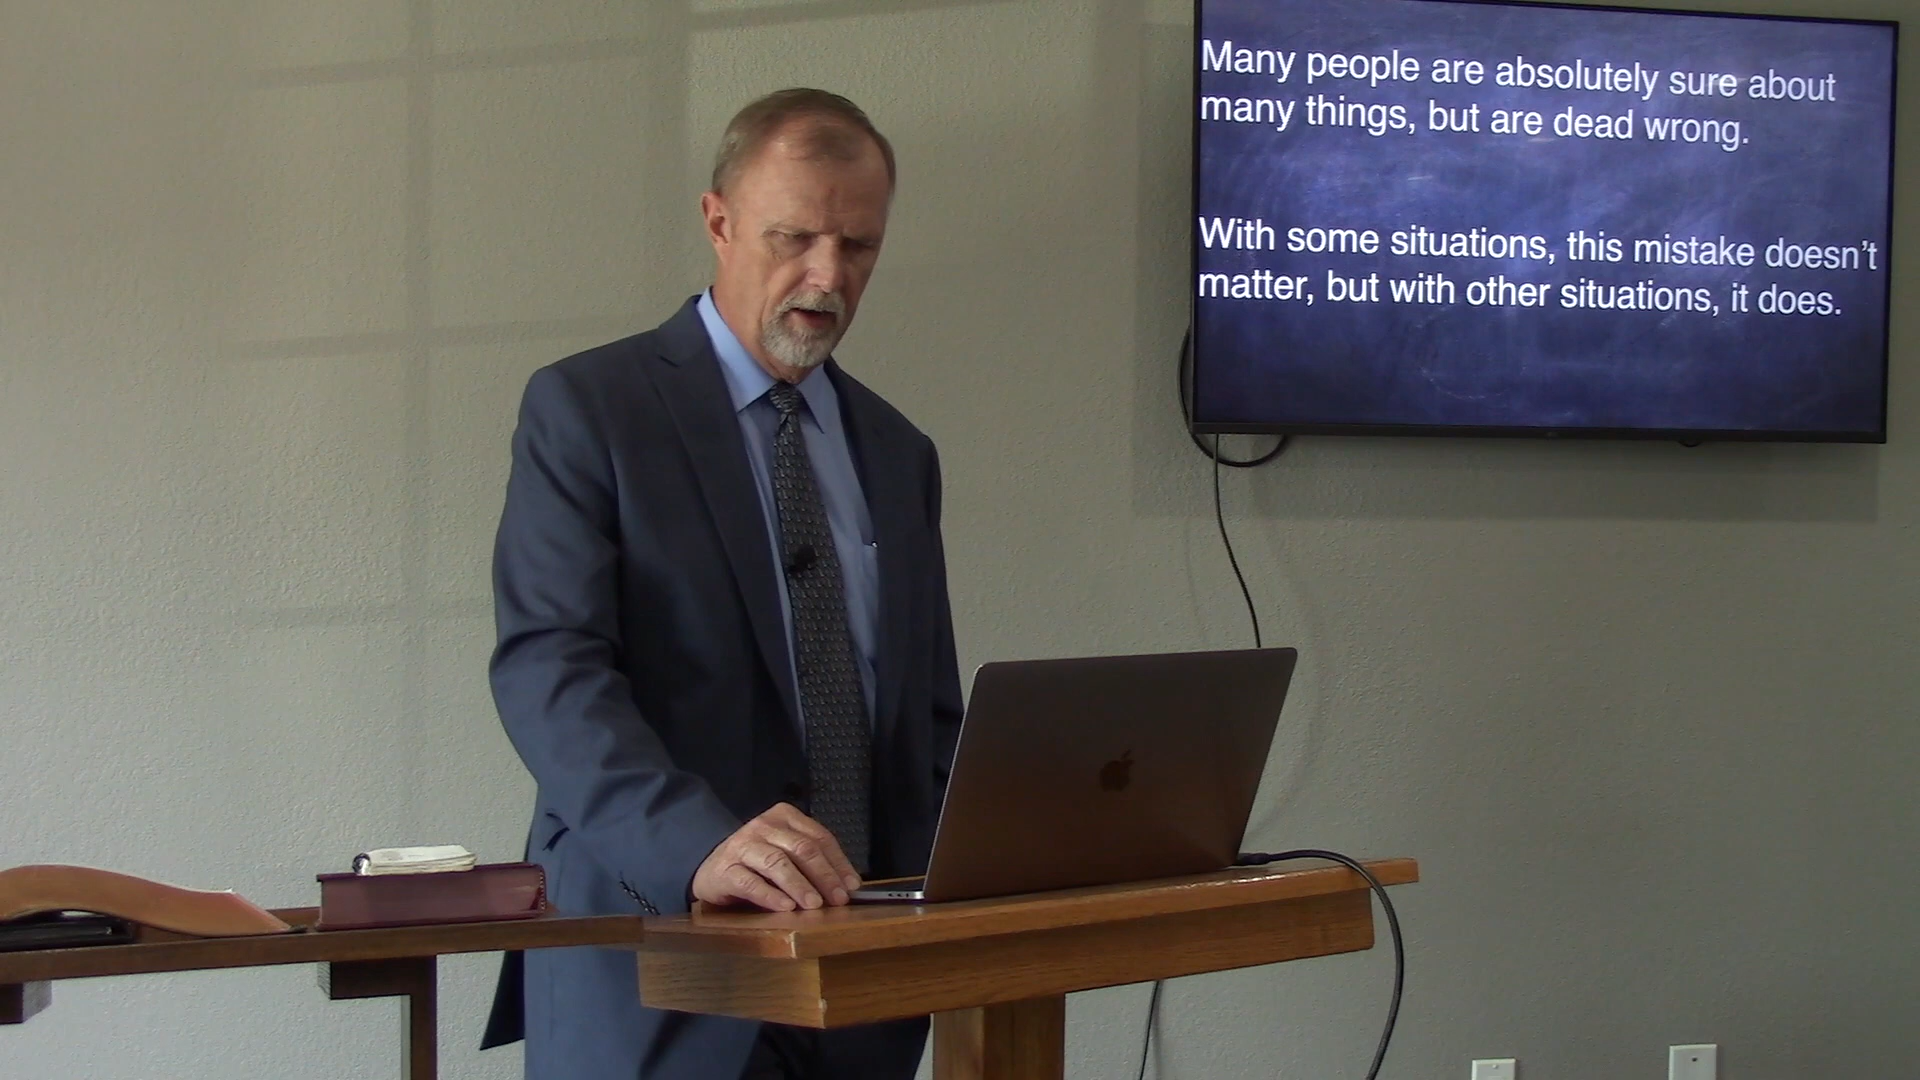 Many people are absolutely sure about
many things, but are dead wrong.
With some situations, this mistake doesn't
matter, but with other situations, it does.